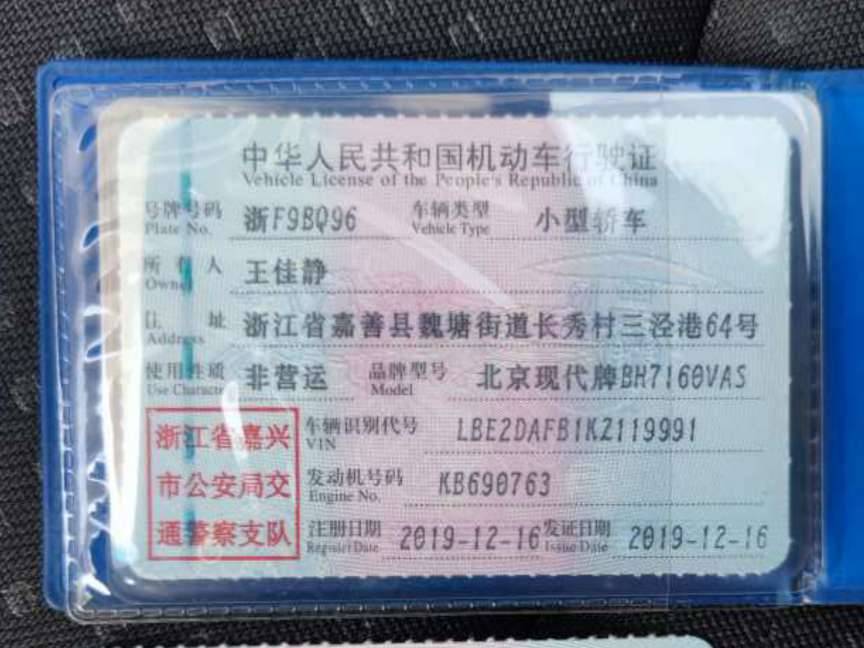 中华人民共和国机动车行驶证
Vehicle License of the People's Republic of China
号牌号码 浙F9BQ96 车辆类型 小型轿车
Plate No. Vehicle Type
所有人 王佳静
Owner
住址 浙江省嘉善县魏塘街道长秀村三泾港64号
Address
使用性质 非营运 品牌型号 北京现代牌BH7160VAS
Use Character Model
浙江省嘉兴 车辆识别代号 LBE2DAFB1KZ119991
VIN
市公安局交 发动机号码 KB690763
Engine No.
通警察支队 注册日期 2019-12-16 发证日期 2019-12-16
Register Date Issue Date